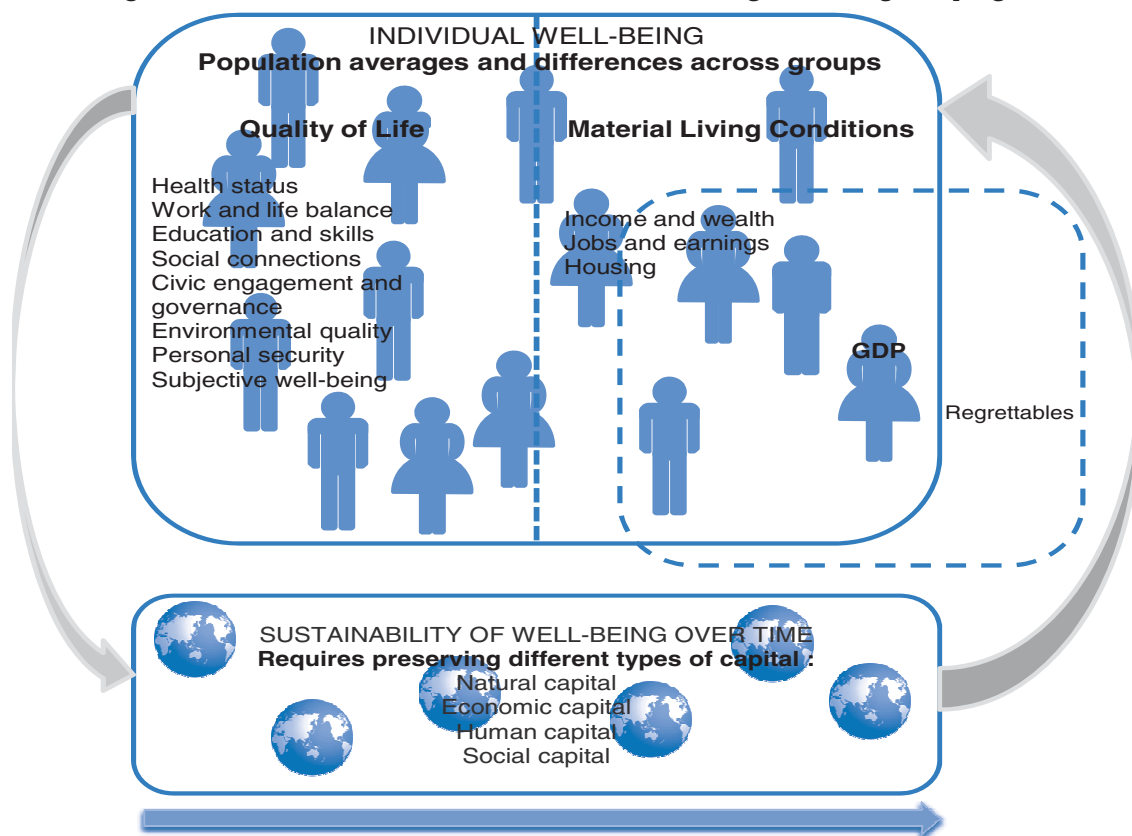 INDIVIDUAL WELL-BEING
Population averages and differences across groups
Quality of Life
Material Living Conditions
Health status
Work and life balance
Education and skills
Social connections
Civic engagement and
governance
Environmental quality
Personal security
Subjective well-being
Income and wealth
Jobs and earnings
Housing
GDP
Regrettables
SUSTAINABILITY OF WELL-BEING OVER TIME
Requires preserving different types of capital :
Natural capital
Economic capital
Human capital
Social capital